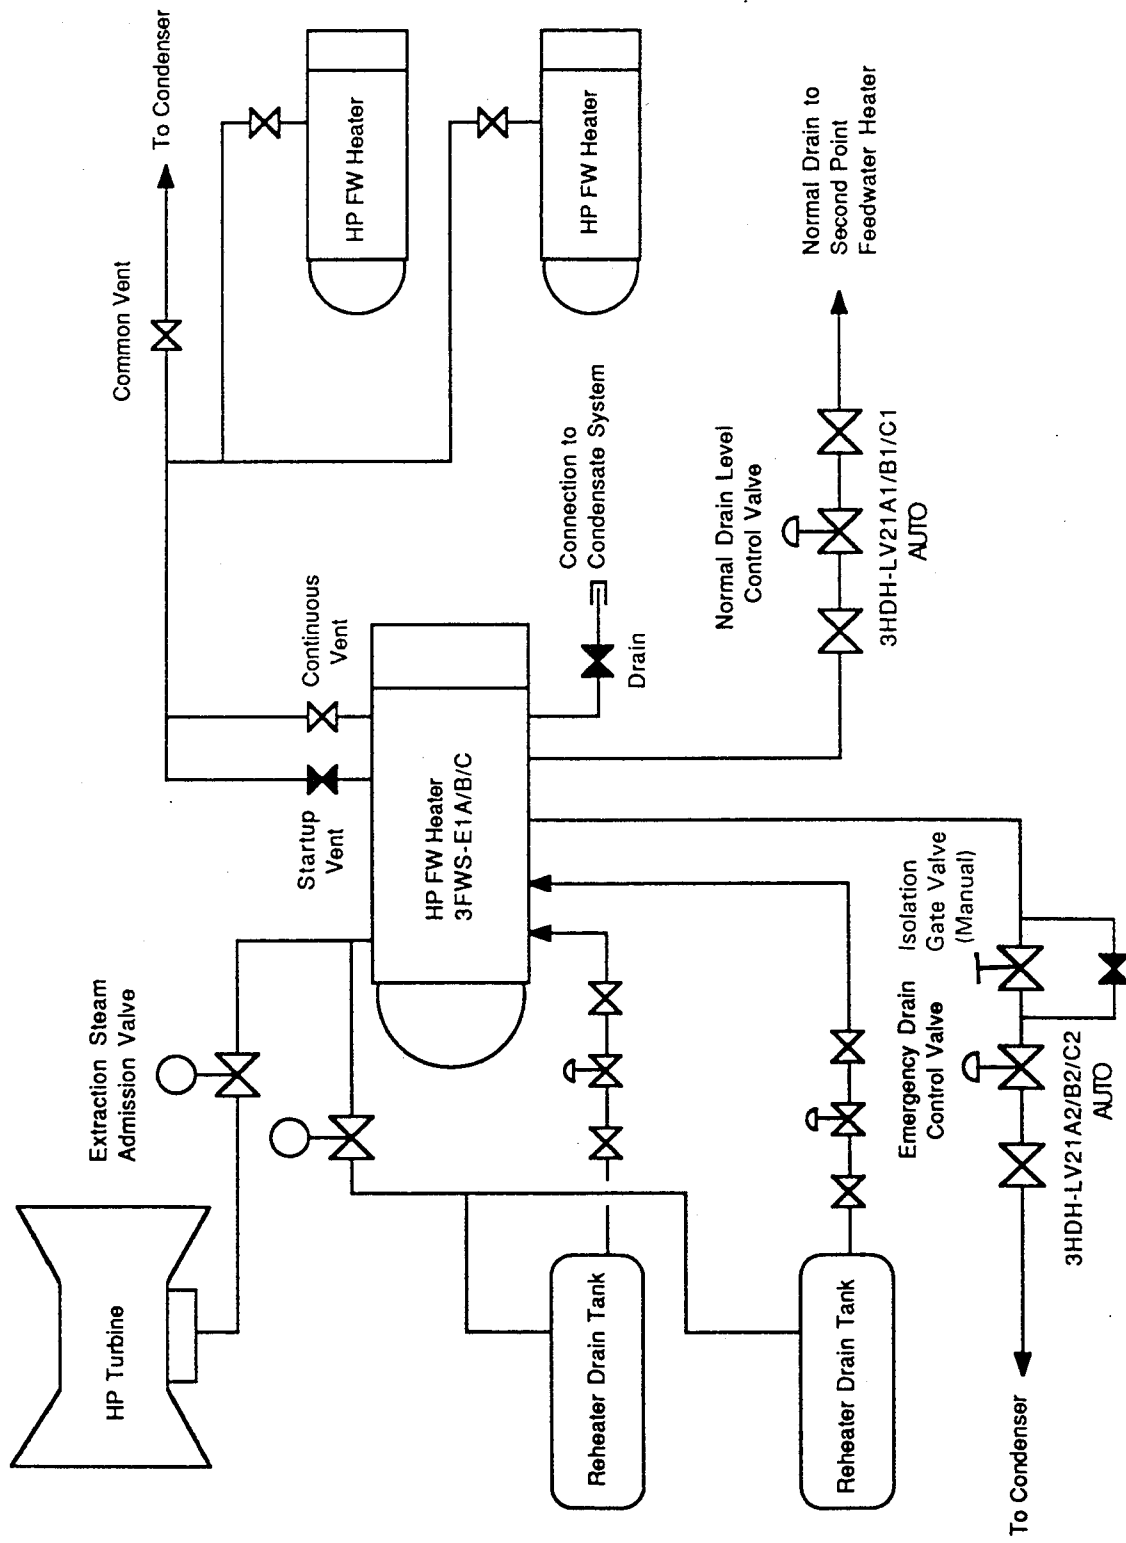 HP Turbine
Extraction Steam
Admission Valve
Startup
Vent
Continuous
Vent
Common Vent
To Condenser
HP FW Heater
HP FW Heater
HP FW Heater
3FWS-E1A/B/C
Connection to
Condensate System
Drain
Normal Drain Level
Control Valve
3HDH-LV21A1/B1/C1
AUTO
Normal Drain to
Second Point
Feedwater Heater
Reheater Drain Tank
Reheater Drain Tank
Emergency Drain
Control Valve
Isolation
Gate Valve
(Manual)
3HDH-LV21A2/B2/C2
AUTO
To Condenser